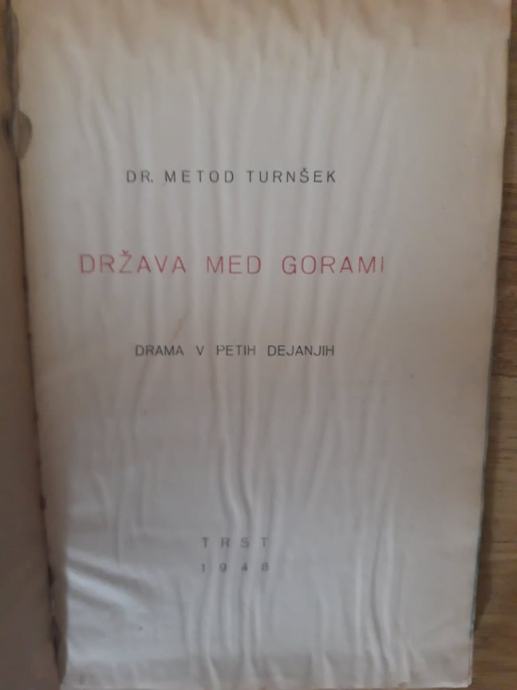 DR. METOD TURNŠEK
DRŽAVA MED GORAMI
DRAMA V PETIH DEJANJIH
TRST
1948